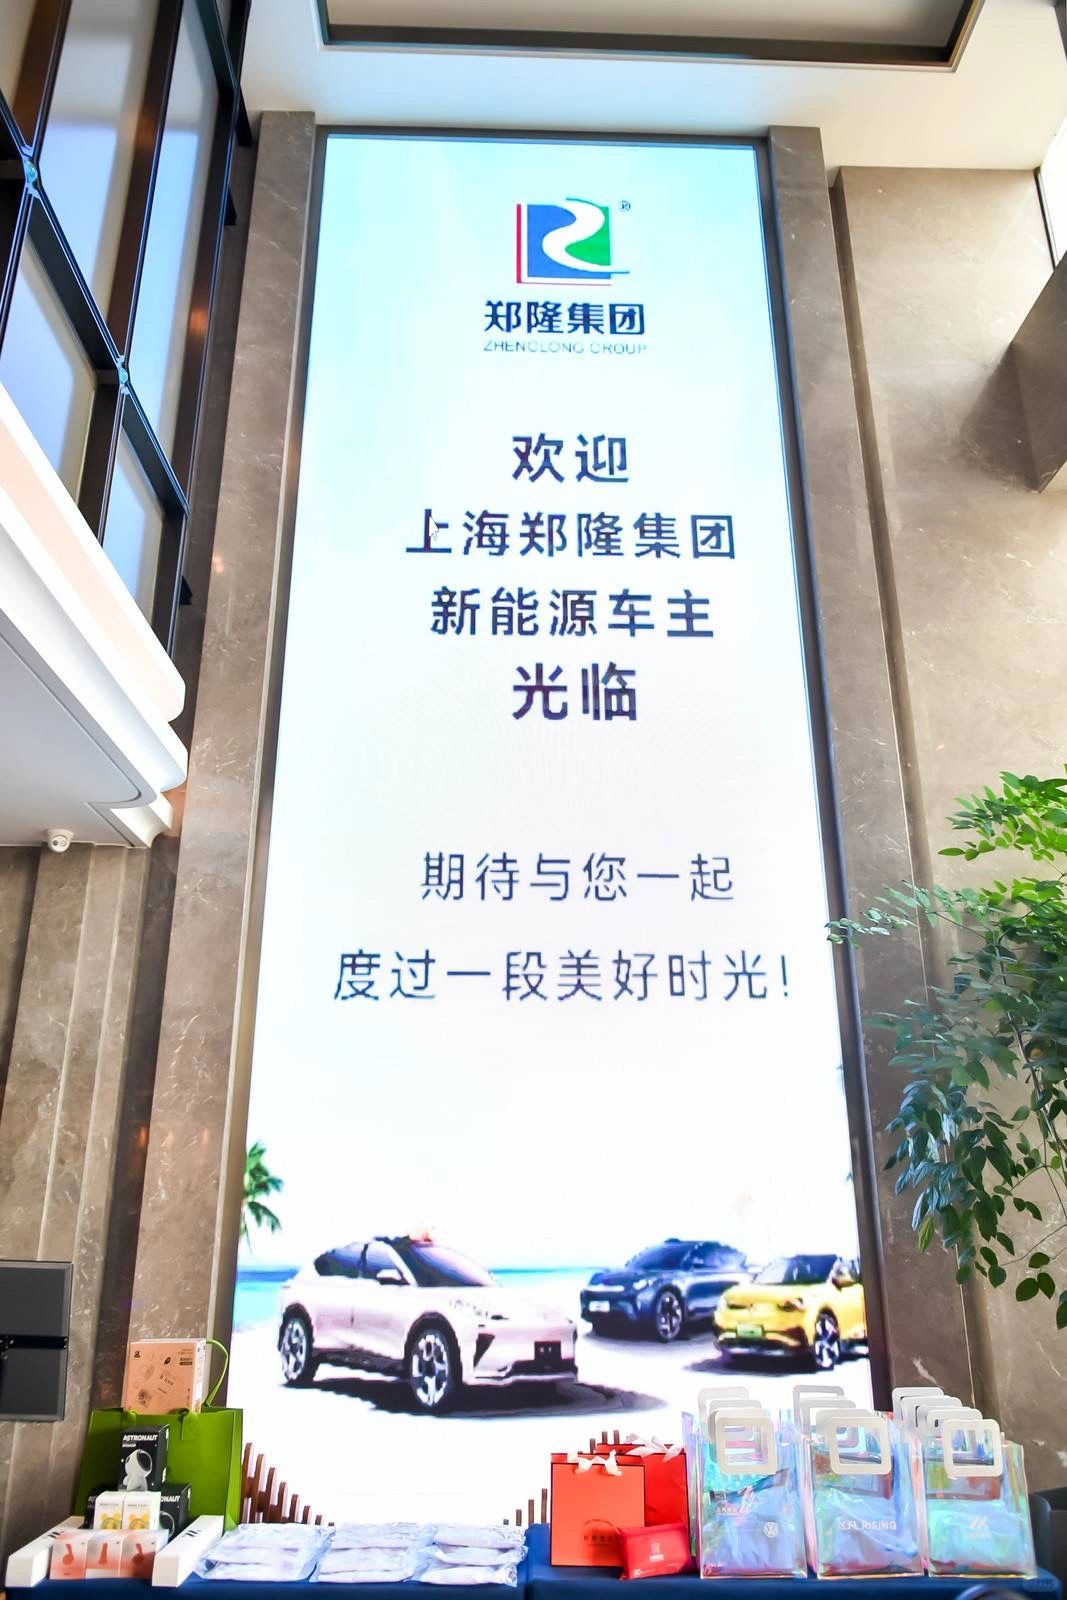 郑隆集团
ZHENGLONG GROUP
欢迎
上海郑隆集团
新能源车主
光临
期待与您一起
度过一段美好时光!
ASTRONAUT
RISING